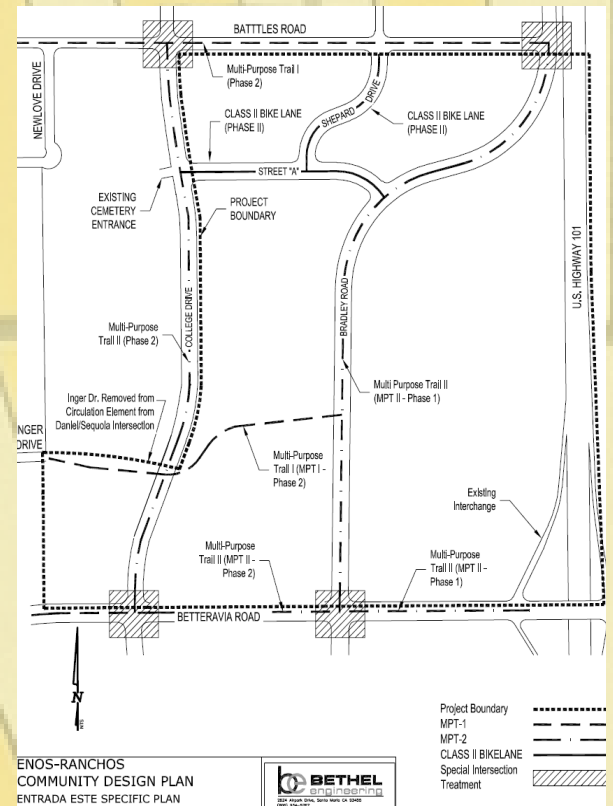 BATTTLES ROAD
Multi-Purpose Trail I
(Phase 2)
NEWLOVE DRIVE
CLASS II BIKE LANE
(PHASE II)
SHEPARD DRIVE
CLASS II BIKE LANE
(PHASE II)
STREET "A"
EXISTING
CEMETERY
ENTRANCE
PROJECT
BOUNDARY
U.S. HIGHWAY 101
COLLEGE DRIVE
BRADLEY ROAD
Multi-Purpose
Trail II (Phase 2)
Multi Purpose Trail II
(MPT II - Phase 1)
Inger Dr. Removed from
Circulation Element from
Daniel/Sequoia Intersection
NGER
DRIVE
Multi-Purpose
Trail I (MPT I -
Phase 2)
Existing
Interchange
Multi-Purpose
Trail II (MPT II -
Phase 2)
Multi-Purpose
Trail II (MPT II -
Phase 1)
BETTERAVIA ROAD
N
NTS
Project Boundary
MPT-1
MPT-2
CLASS II BIKELANE
Special Intersection
Treatment
ENOS-RANCHOS
COMMUNITY DESIGN PLAN
ENTRADA ESTE SPECIFIC PLAN
be BETHEL
engineering